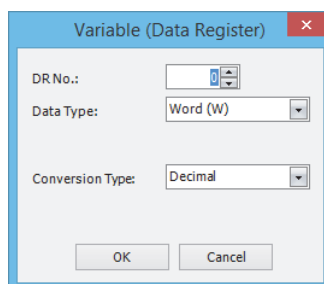 Variable (Data Register)
DR No.: 0
Data Type: Word (W)
Conversion Type: Decimal
OK Cancel